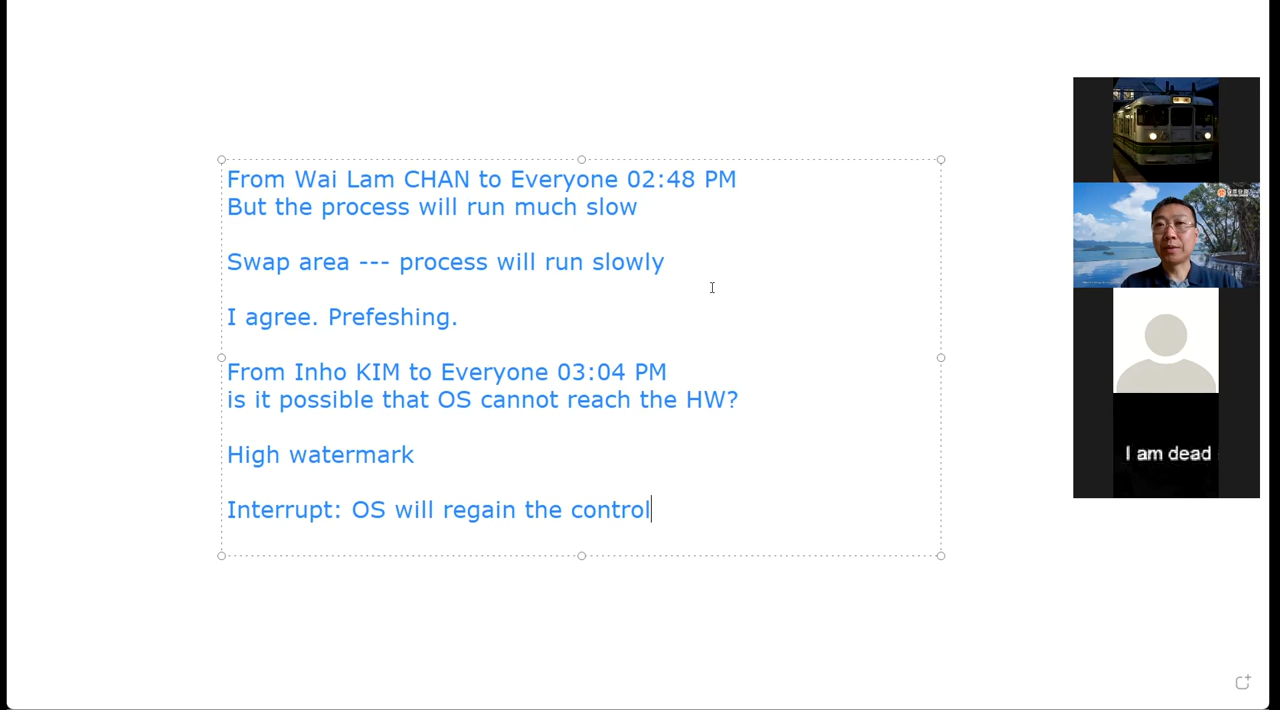 From Wai Lam CHAN to Everyone 02:48 PM
But the process will run much slow
Swap area --- process will run slowly
I agree. Prefeshing.
From Inho KIM to Everyone 03:04 PM
is it possible that OS cannot reach the HW?
High watermark
Interrupt: OS will regain the control
I am dead